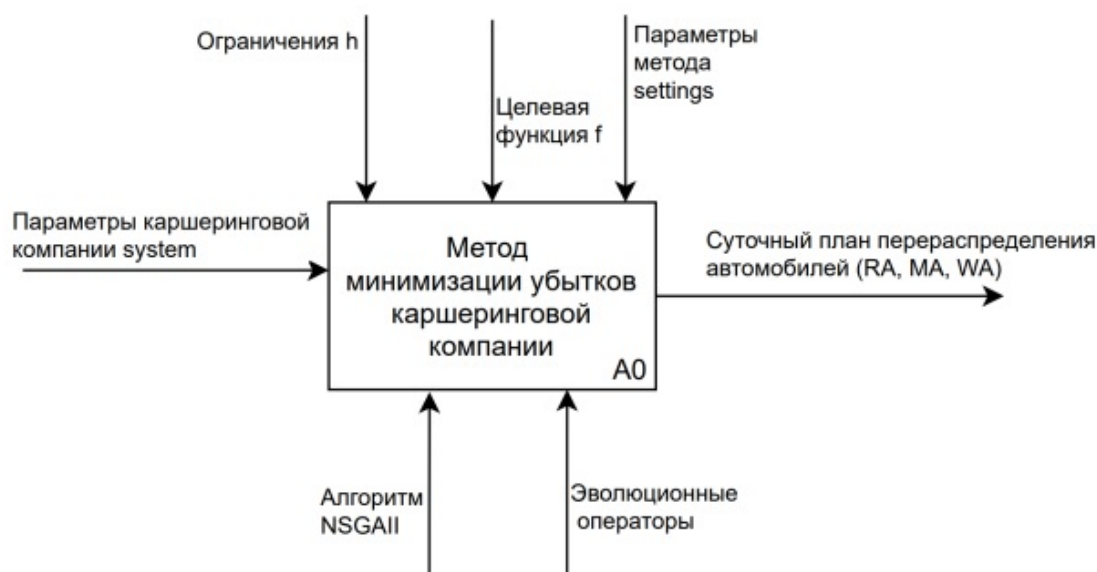 Ограничения h
Целевая
функция f
Параметры
метода
settings
Параметры каршеринговой
компании system
Метод
минимизации убытков
каршеринговой
компании
A0
Суточный план перераспределения
автомобилей (RA, MA, WA)
Алгоритм
NSGAII
Эволюционные
операторы